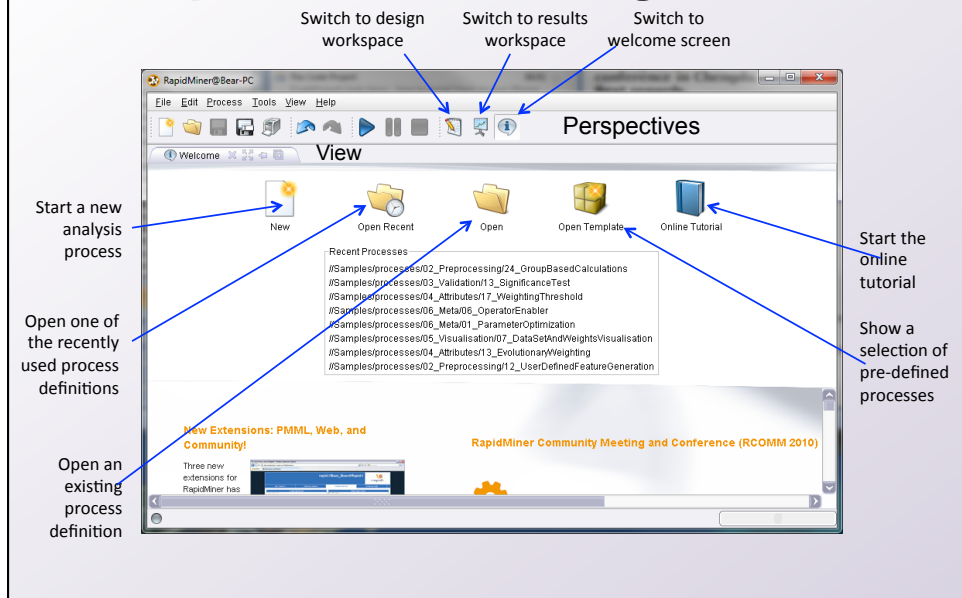 Switch to design
workspace
Switch to results
workspace
Switch to
welcome screen
RapidMiner@Bear-PC
File Edit Process Tools View Help
Perspectives
Welcome
View
Start a new
analysis
process
New
Open Recent
Open
Open Template
Online Tutorial
Start the
online
tutorial
Recent Processes
//Samples/processes/02_Preprocessing/24_GroupBasedCalculations
//Samples/processes/03_Validation/13_SignificanceTest
//Samples/processes/04_Attributes/17_WeightingThreshold
//Samples/processes/06_Meta/06_OperatorEnabler
//Samples/processes/06_Meta/01_ParameterOptimization
//Samples/processes/05_Visualisation/07_DataSetAndWeightsVisualisation
//Samples/processes/04_Attributes/13_EvolutionaryWeighting
//Samples/processes/02_Preprocessing/12_UserDefinedFeatureGeneration
Open one of
the recently
used process
definitions
Show a
selection of
pre-defined
processes
New Extensions: PMML, Web, and
Community!
RapidMiner Community Meeting and Conference (RCOMM 2010)
Three new
extensions for
RapidMiner has
Open an
existing
process
definition